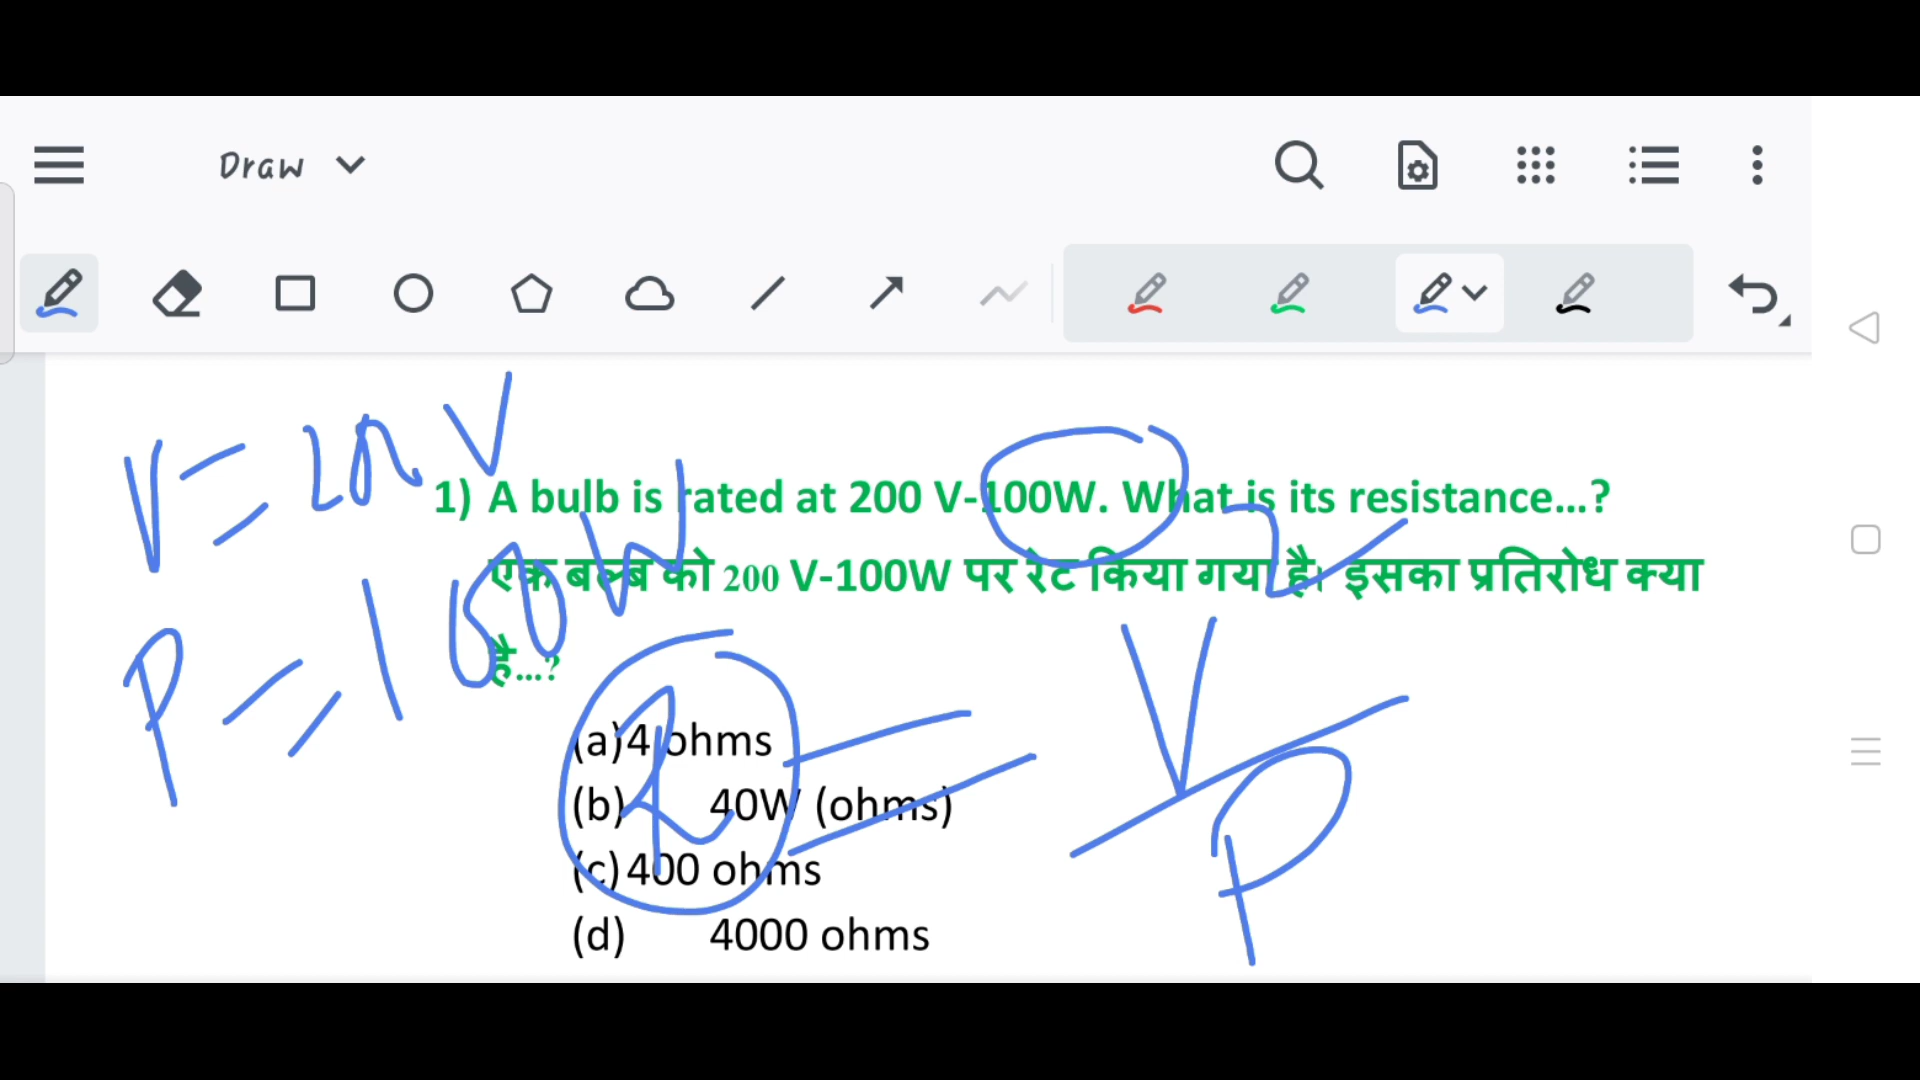 Draw
V = 200 V
1) A bulb is rated at 200 V-100W. What is its resistance...?
एक बल्ब को 200 V-100W पर रेट किया गया है। इसका प्रतिरोध क्या
है...?
P = 100W
(a) 4 ohms
(b) 40W (ohms)
(c) 400 ohms
(d) 4000 ohms
R = V2
P